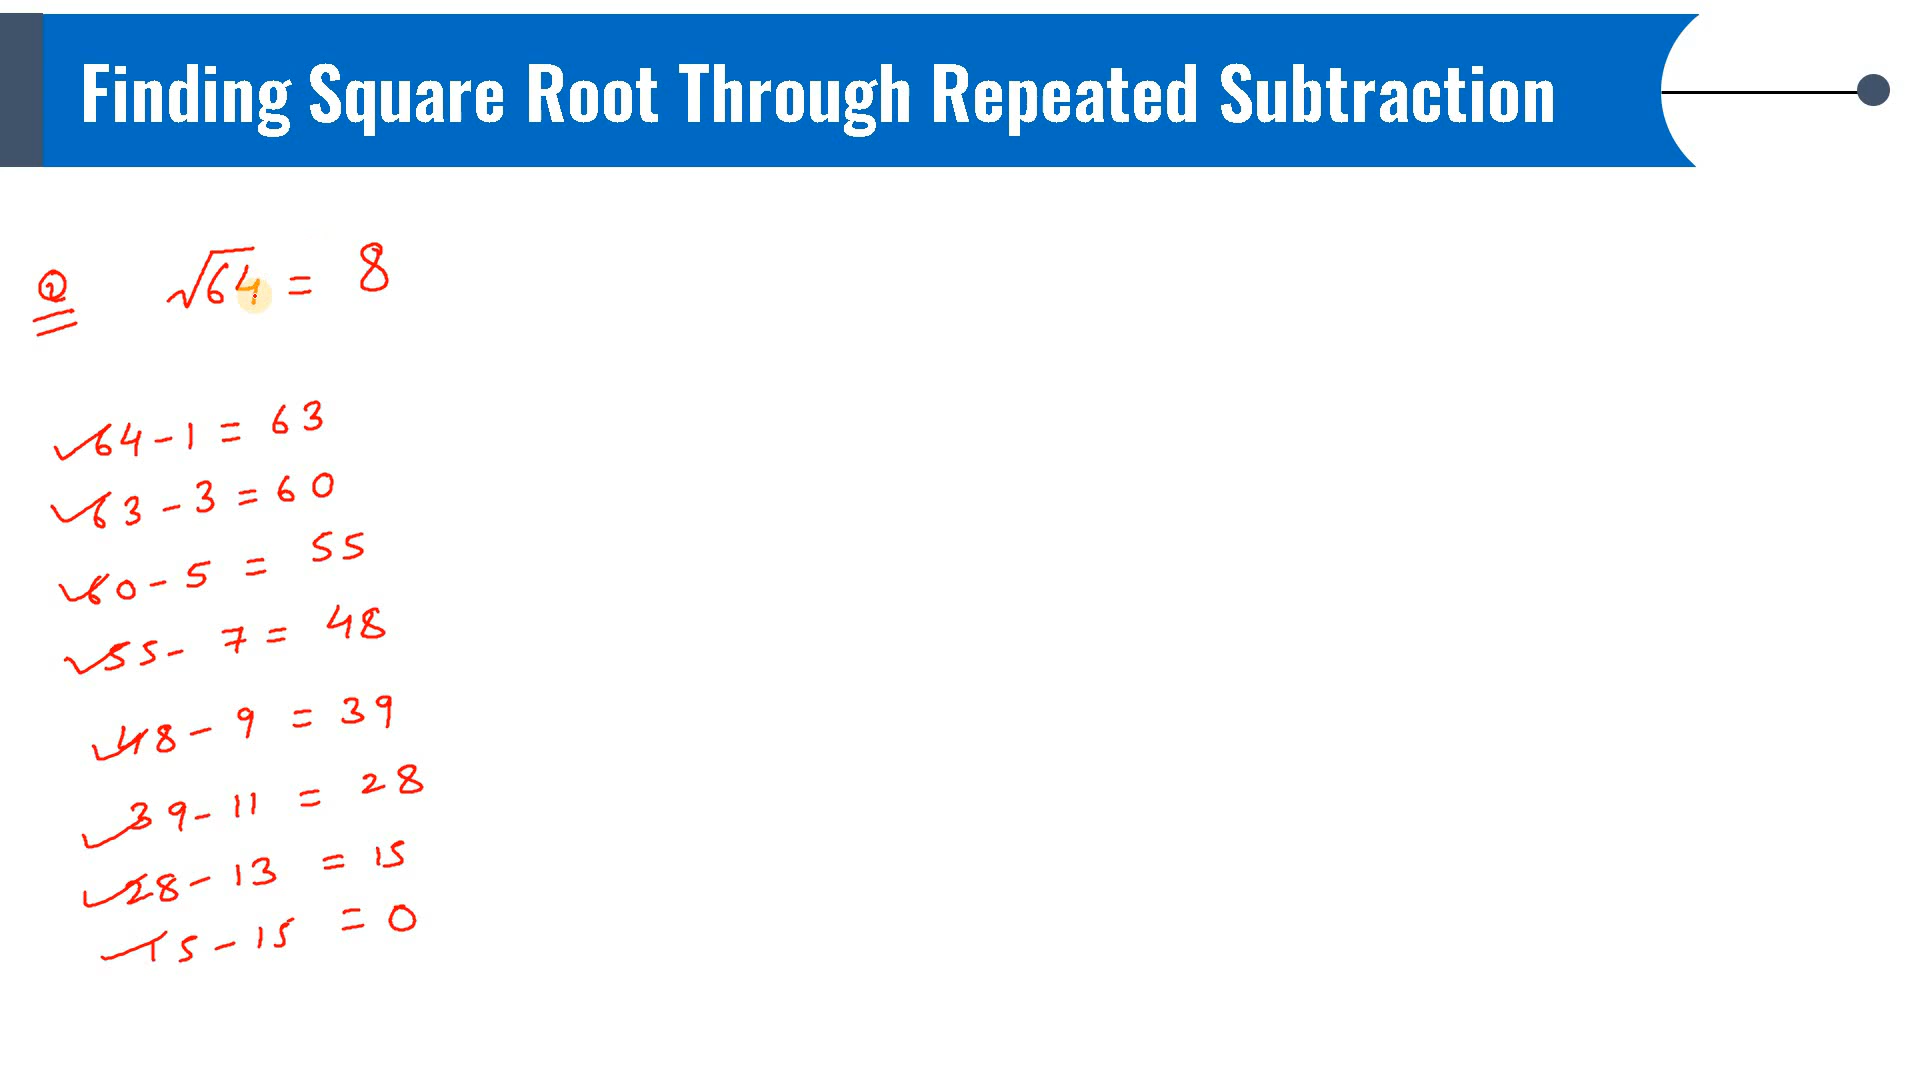 Finding Square Root Through Repeated Subtraction
Q √64 = 8
64 - 1 = 63
63 - 3 = 60
60 - 5 = 55
55 - 7 = 48
48 - 9 = 39
39 - 11 = 28
28 - 13 = 15
15 - 15 = 0